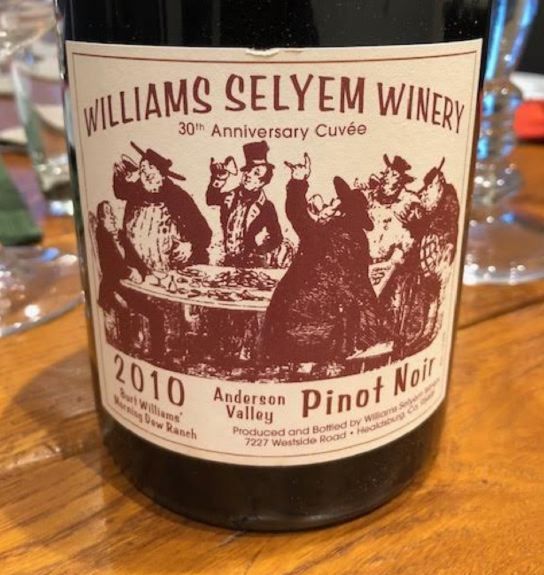 WILLIAMS SELYEM WINERY
30th Anniversary Cuvée
2010
Burt Williams'
Morning Dew Ranch
Anderson
Valley
Pinot Noir
Produced and Bottled by Williams Selyem Winery
7227 Westside Road • Healdsburg, Ca. 95448